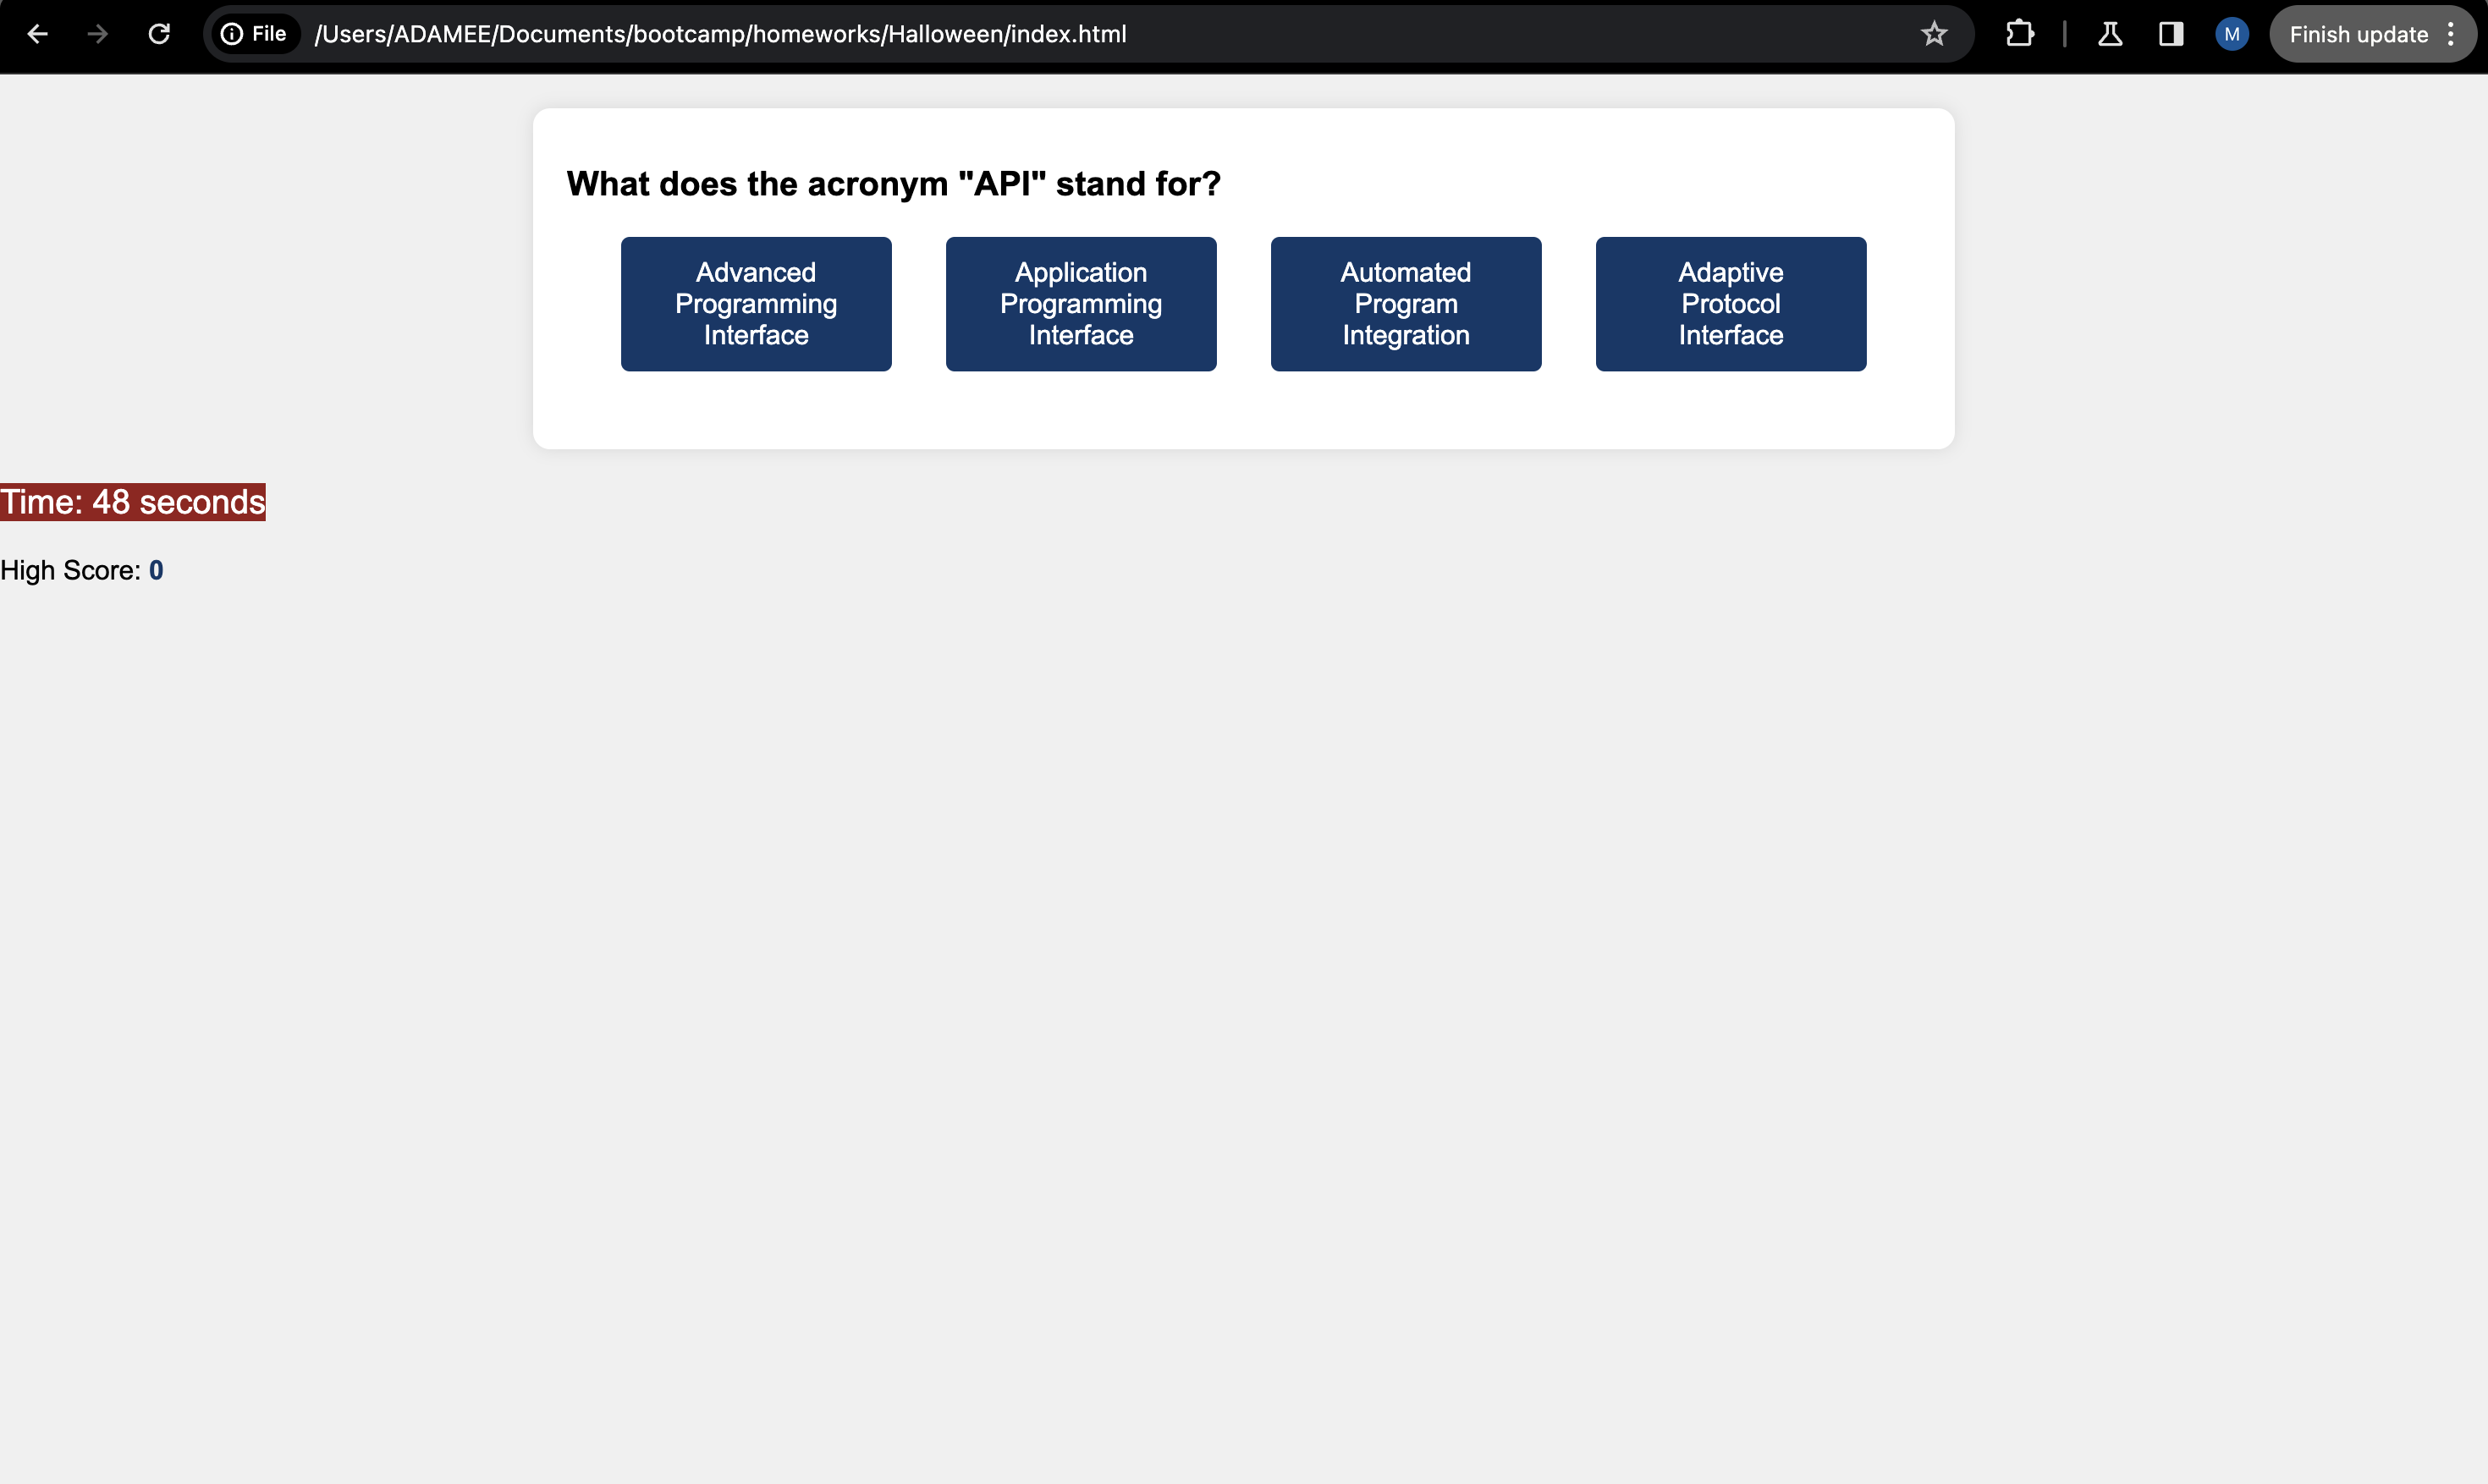 File /Users/ADAMEE/Documents/bootcamp/homeworks/Halloween/index.html M Finish update
What does the acronym "API" stand for?
Advanced
Programming
Interface
Application
Programming
Interface
Automated
Program
Integration
Adaptive
Protocol
Interface
Time: 48 seconds
High Score: 0